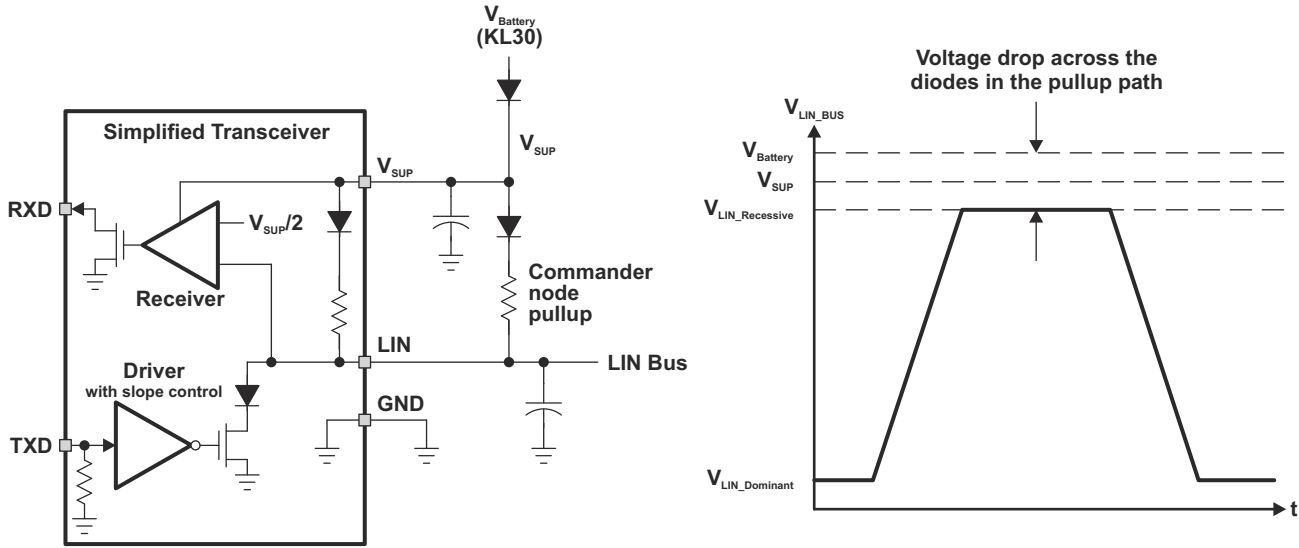 V_Battery
(KL30)
Simplified Transceiver
V_SUP
V_SUP
RXD
V_SUP/2
Receiver
Commander
node
pullup
LIN
LIN Bus
Driver
with slope control
GND
TXD
Voltage drop across the
diodes in the pullup path
V_LIN_BUS
V_Battery
V_SUP
V_LIN_Recessive
V_LIN_Dominant
t